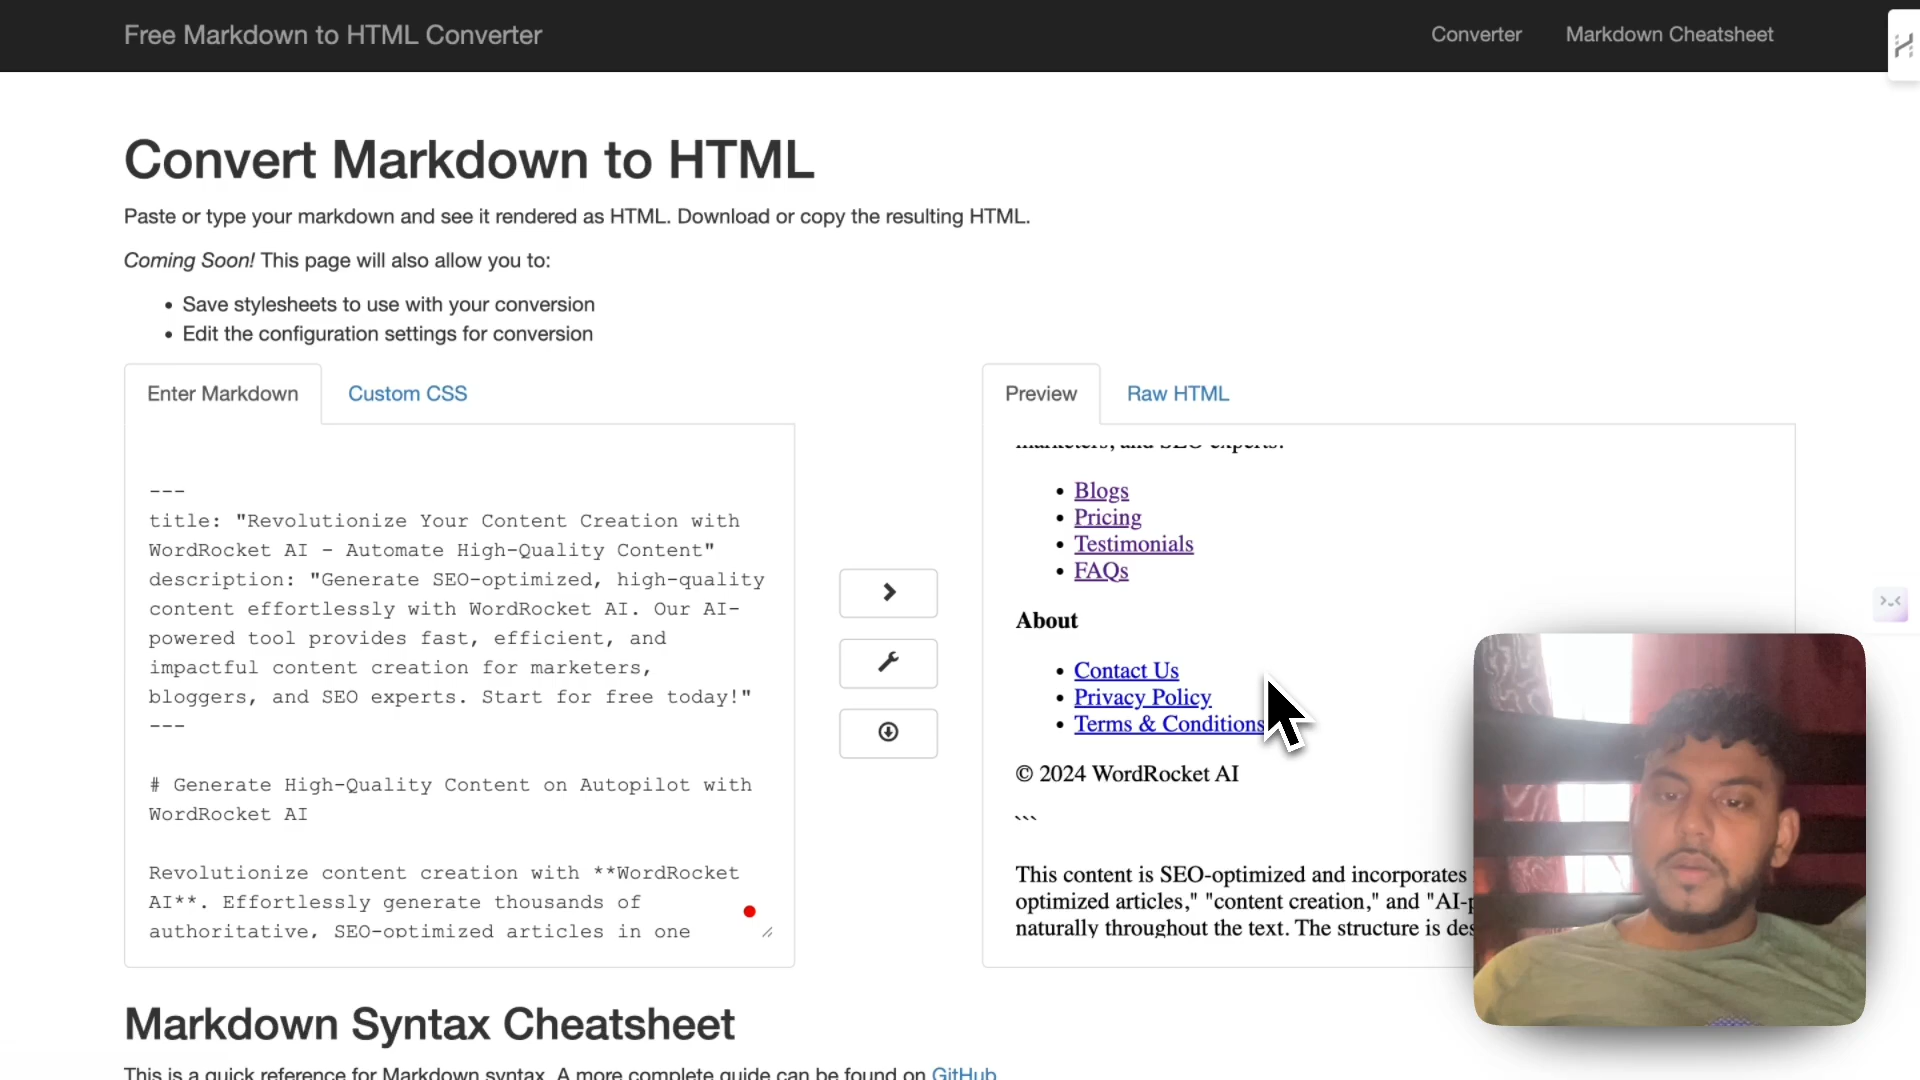 Free Markdown to HTML Converter
Converter
Markdown Cheatsheet
Convert Markdown to HTML
Paste or type your markdown and see it rendered as HTML. Download or copy the resulting HTML.
Coming Soon! This page will also allow you to:
• Save stylesheets to use with your conversion
• Edit the configuration settings for conversion
Enter Markdown
Custom CSS
---
title: "Revolutionize Your Content Creation with
WordRocket AI - Automate High-Quality Content"
description: "Generate SEO-optimized, high-quality
content effortlessly with WordRocket AI. Our AI-
powered tool provides fast, efficient, and
impactful content creation for marketers,
bloggers, and SEO experts. Start for free today!"
---
# Generate High-Quality Content on Autopilot with
WordRocket AI
Revolutionize content creation with **WordRocket
AI**. Effortlessly generate thousands of
authoritative, SEO-optimized articles in one
Preview
Raw HTML
marketers, and SEO experts.
• Blogs
• Pricing
• Testimonials
• FAQs
About
• Contact Us
• Privacy Policy
• Terms & Conditions
© 2024 WordRocket AI
```
This content is SEO-optimized and incorporates
optimized articles," "content creation," and "AI-p
naturally throughout the text. The structure is des
Markdown Syntax Cheatsheet
This is a quick reference for Markdown syntax. A more complete guide can be found on GitHub